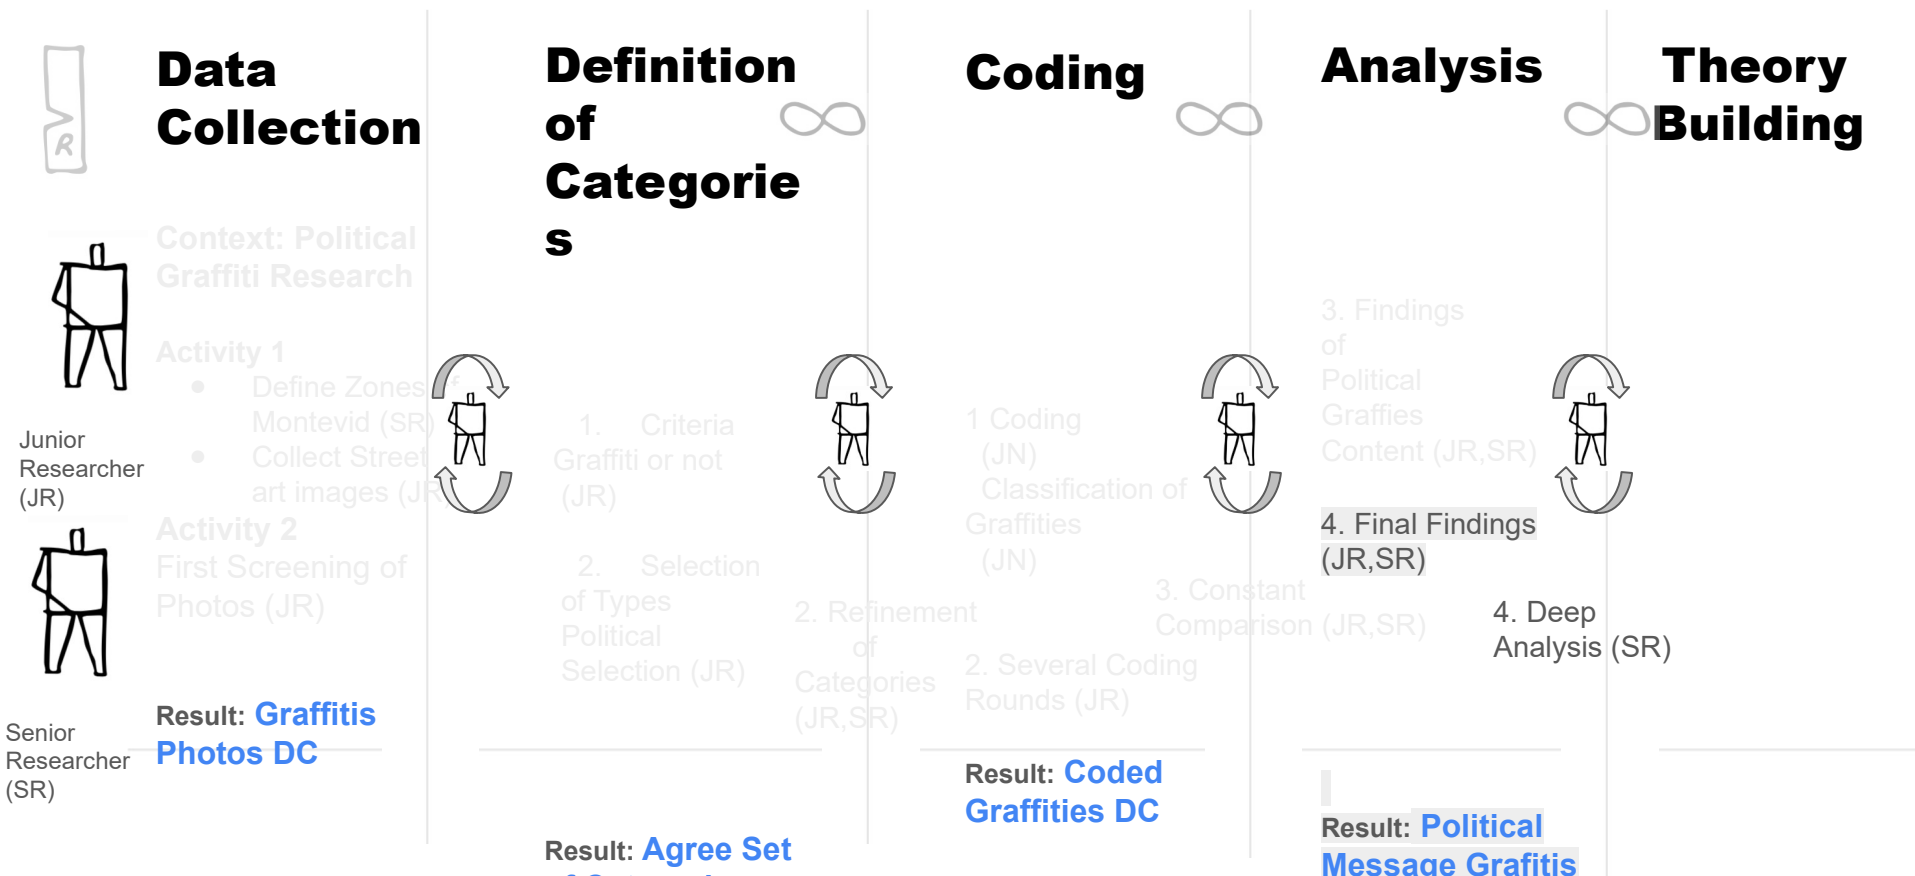 R
Data
Collection
Context: Political
Graffiti Research
Activity 1
● Define Zones of
Montevid (SR)
● Collect Street
art images (JR)
Activity 2
First Screening of
Photos (JR)
Result: Graffitis
Photos DC
Junior
Researcher
(JR)
Senior
Researcher
(SR)
Definition
of
Categorie
s
1. Criteria
Graffiti or not
(JR)
2. Selection
of Types
Political
Selection (JR)
2. Refinement
of
Categories
(JR,SR)
Result: Agree Set
Coding
1 Coding
(JN)
Classification of
Graffities
(JN)
2. Several Coding
Rounds (JR)
3. Constant
Comparison (JR,SR)
Result: Coded
Graffities DC
Analysis
3. Findings
of
Political
Graffies
Content (JR,SR)
4. Final Findings
(JR,SR)
4. Deep
Analysis (SR)
Result: Political
Message Grafitis
Theory
Building